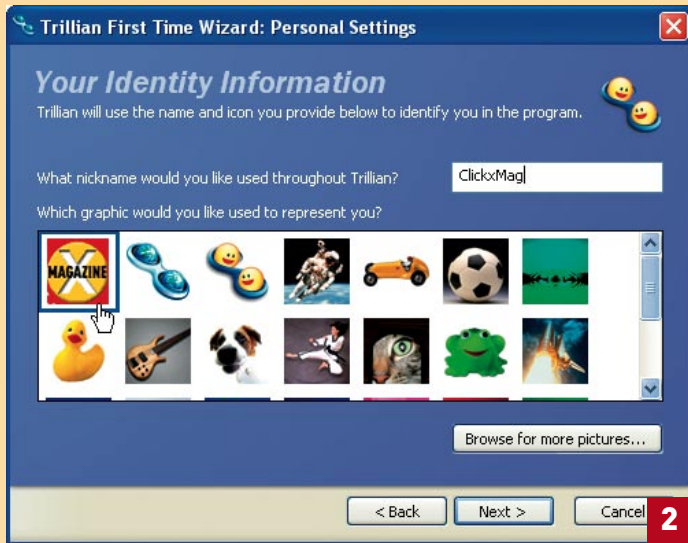 Trillian First Time Wizard: Personal Settings
Your Identity Information
Trillian will use the name and icon you provide below to identify you in the program.
What nickname would you like used throughout Trillian?
ClickxMag
Which graphic would you like used to represent you?
MAGAZINE
X
Browse for more pictures...
< Back
Next >
Cancel
2